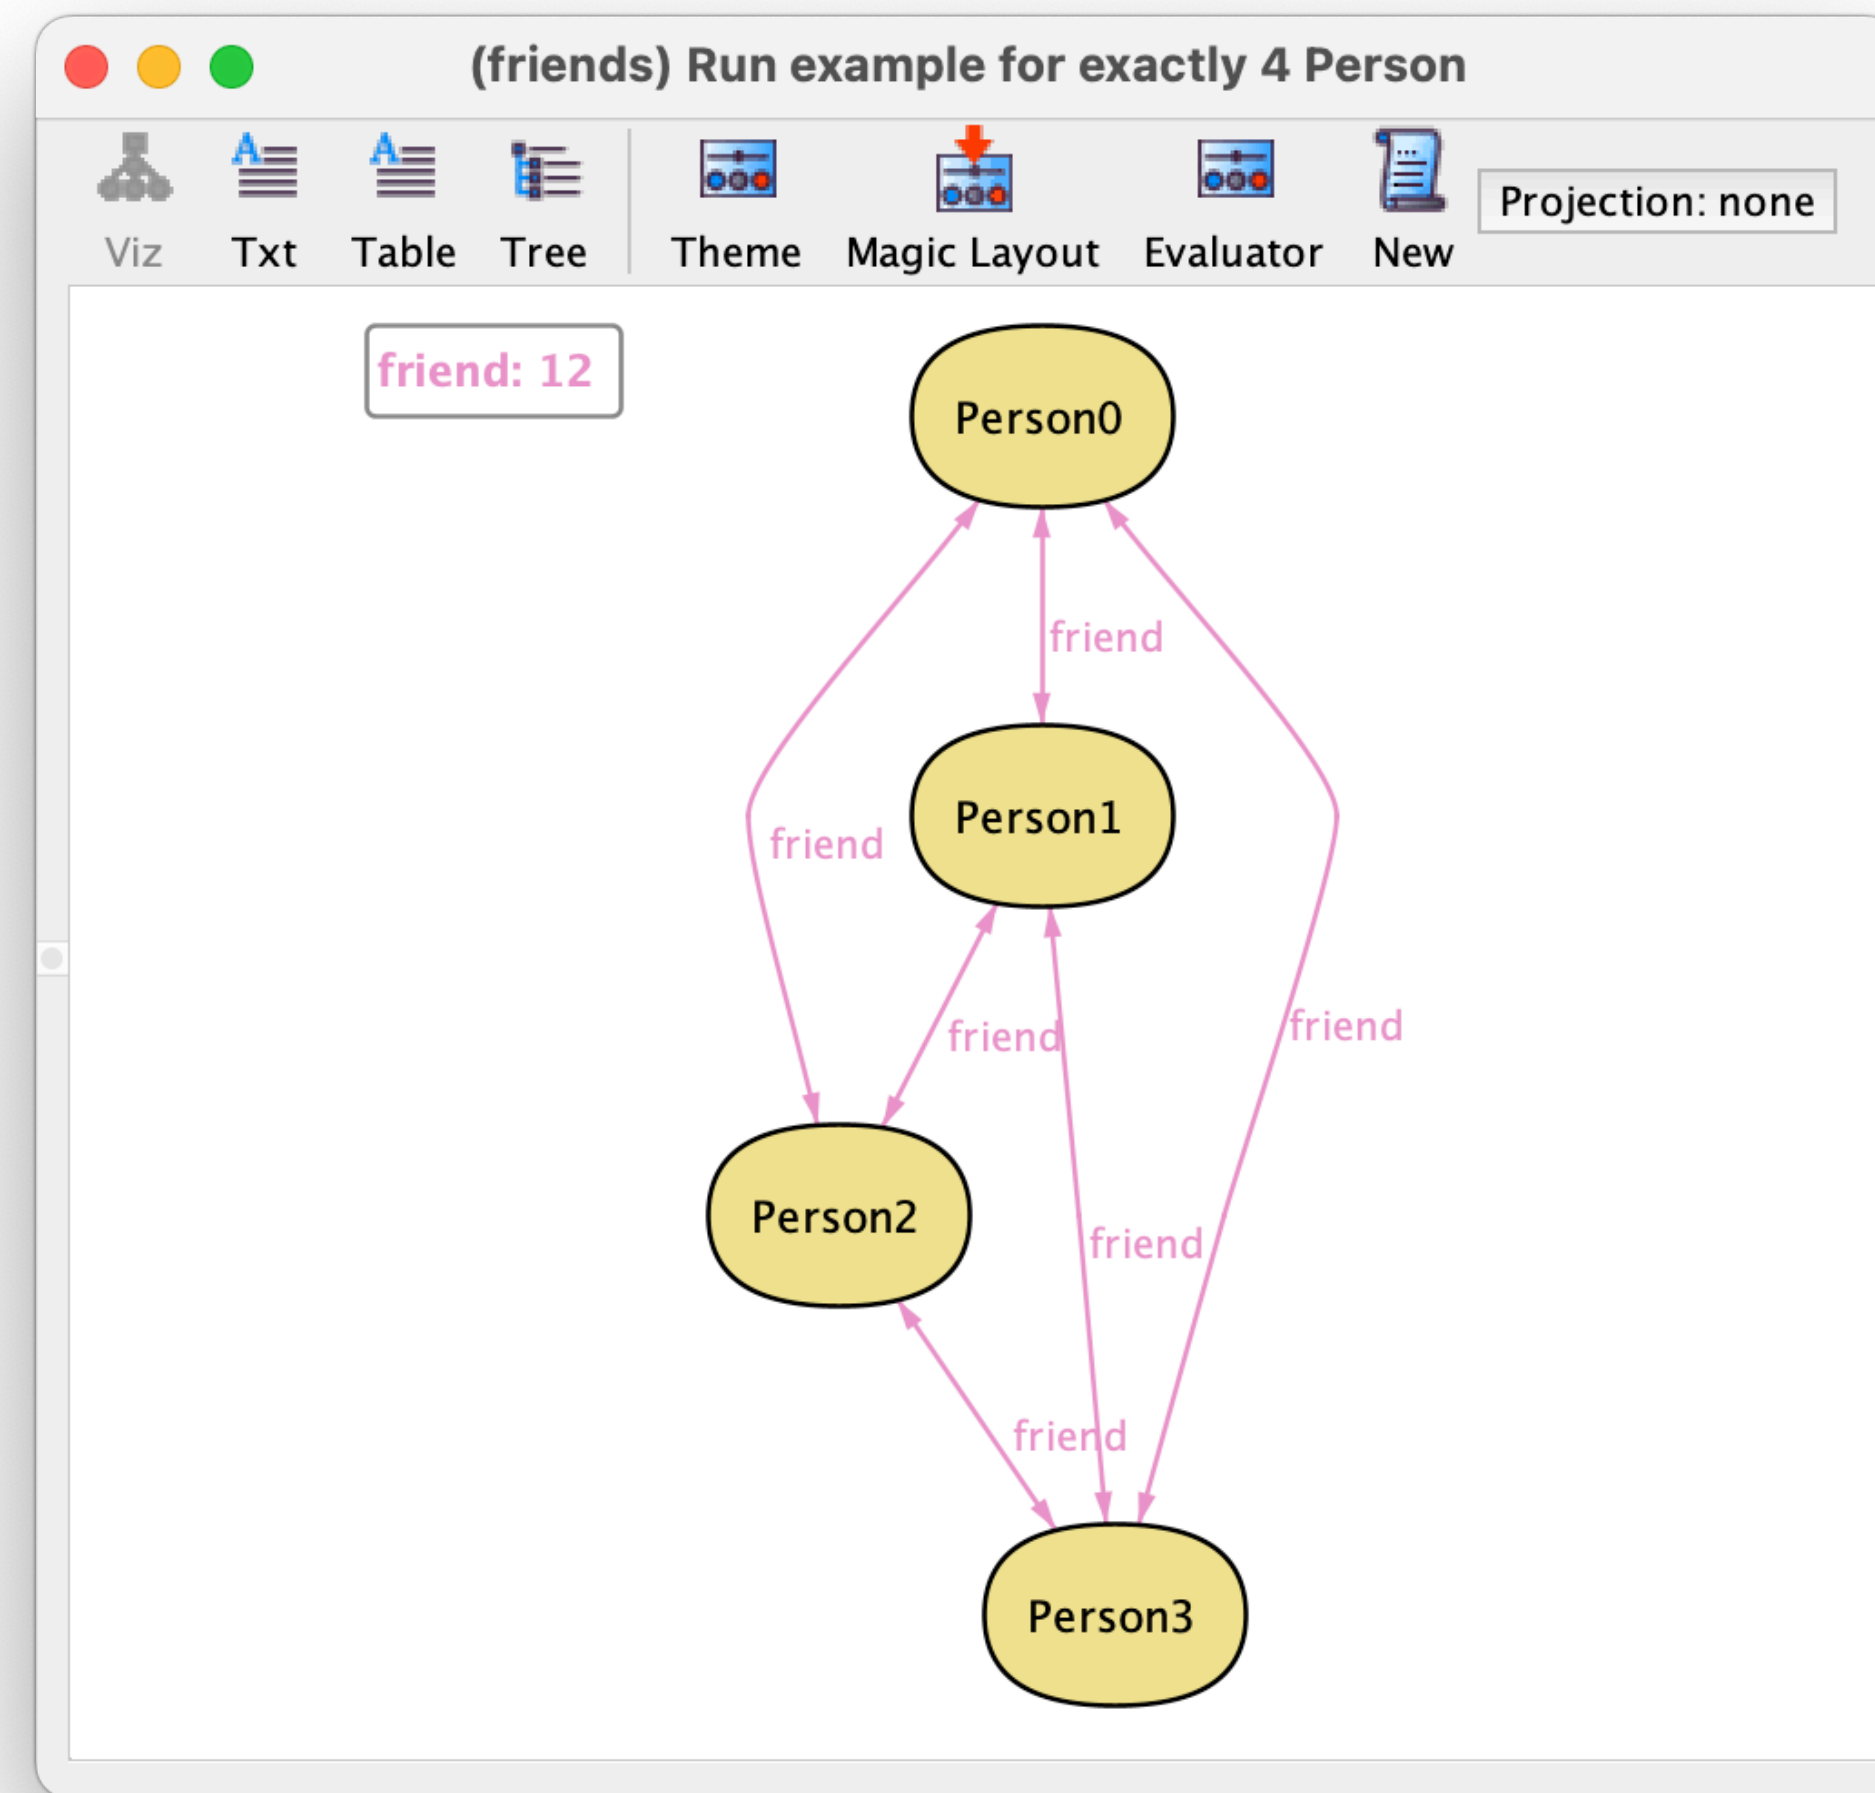 (friends) Run example for exactly 4 Person
Viz Txt Table Tree Theme Magic Layout Evaluator New Projection: none
friend: 12
Person0
friend
Person1
friend
friend
friend
Person2
friend
friend
Person3